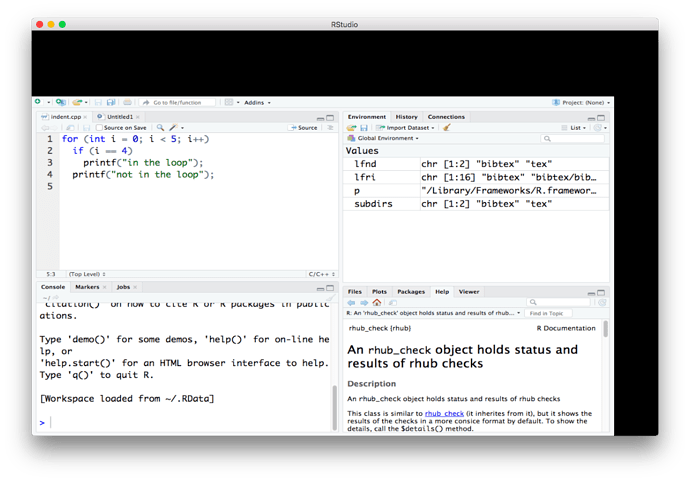 RStudio
Go to file/function
Addins
Project: (None)
indent.cpp
Untitled1
Source on Save
Source
1 for (int i = 0; i < 5; i++)
2 if (i == 4)
3 printf("in the loop");
4 printf("not in the loop");
5
5:3 (Top Level) C/C++
Console Markers Jobs
~/
'citation()' on how to cite R or R packages in public
ations.
Type 'demo()' for some demos, 'help()' for on-line he
lp, or
'help.start()' for an HTML browser interface to help.
Type 'q()' to quit R.
[Workspace loaded from ~/.RData]
>
Environment History Connections
Import Dataset
List
Global Environment
Values
lfnd chr [1:2] "bibtex" "tex"
lfri chr [1:16] "bibtex" "bibtex/bib…
p "/Library/Frameworks/R.framewor…
subdirs chr [1:2] "bibtex" "tex"
Files Plots Packages Help Viewer
R: An 'rhub_check' object holds status and results of rhub...
Find in Topic
rhub_check {rhub} R Documentation
An rhub_check object holds status and
results of rhub checks
Description
An rhub_check object holds status and results of rhub checks
This class is similar to rhub_check (it inherits from it), but it shows the
results of the checks in a more consice format by default. To show the
details, call the $details() method.